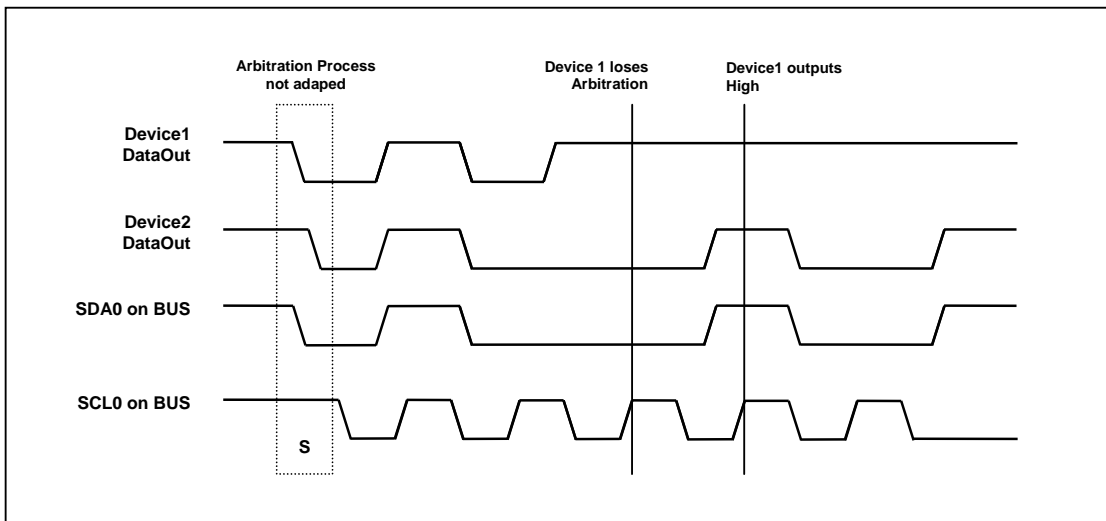 Arbitration Process
not adaped
Device 1 loses
Arbitration
Device1 outputs
High
Device1
DataOut
Device2
DataOut
SDA0 on BUS
SCL0 on BUS
S